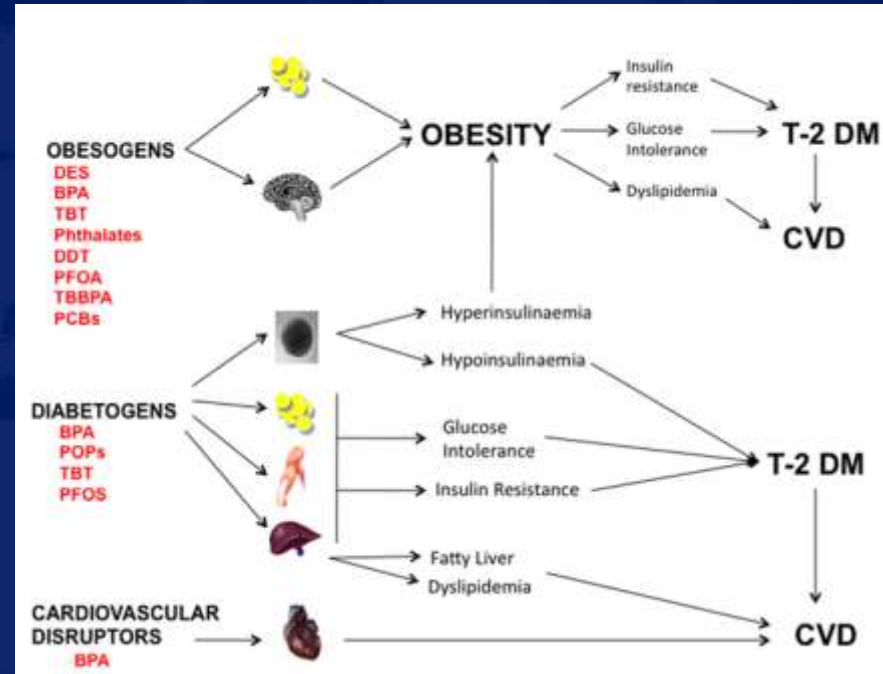 OBESOGENS
DES
BPA
TBT
Phthalates
DDT
PFOA
TBBPA
PCBs
OBESITY
Insulin
resistance
Glucose
Intolerance
Dyslipidemia
T-2 DM
CVD
DIABETOGENS
BPA
POPs
TBT
PFOS
Hyperinsulinaemia
Hypoinsulinaemia
Glucose
Intolerance
Insulin Resistance
Fatty Liver
Dyslipidemia
T-2 DM
CARDIOVASCULAR
DISRUPTORS
BPA
CVD